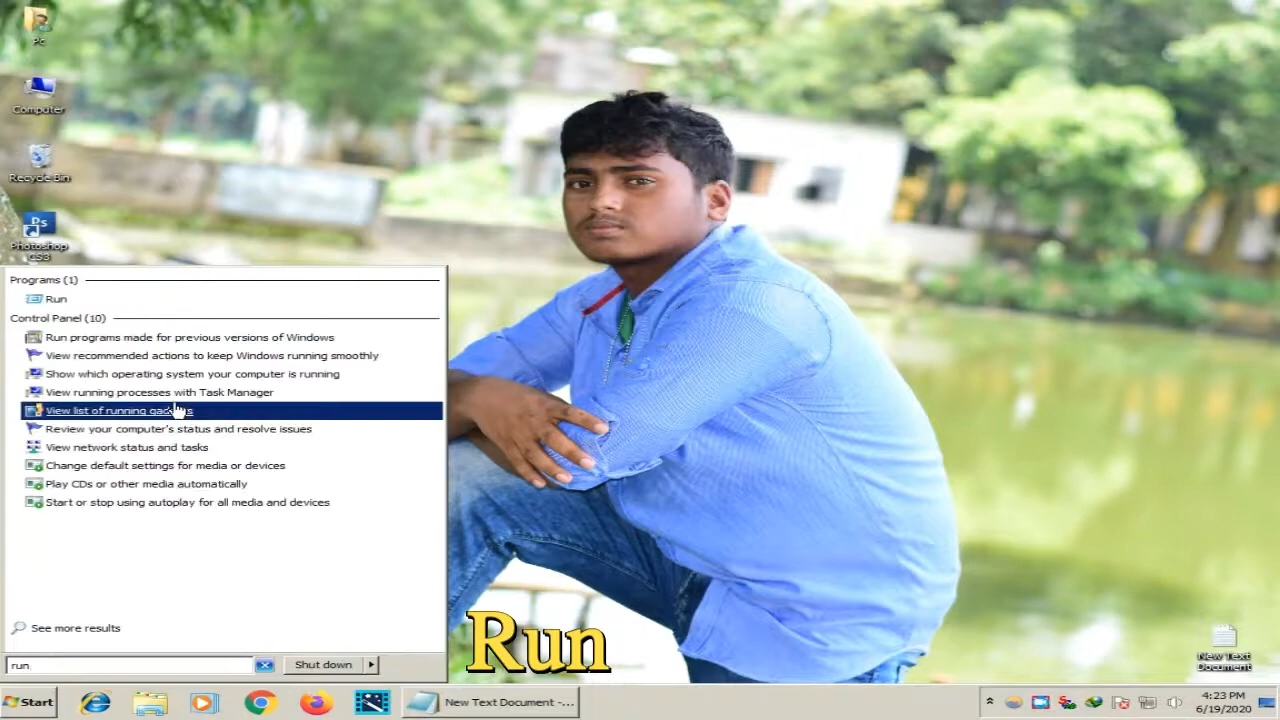 Pc
Computer
Recycle Bin
Ps
Photoshop
CS3
Programs (1)
Run
Control Panel (10)
Run programs made for previous versions of Windows
View recommended actions to keep Windows running smoothly
Show which operating system your computer is running
View running processes with Task Manager
View list of running gadgets
Review your computer's status and resolve issues
View network status and tasks
Change default settings for media or devices
Play CDs or other media automatically
Start or stop using autoplay for all media and devices
See more results
run
Shut down
Run
New Text
Document
Start
New Text Document -...
4:23 PM
6/19/2020